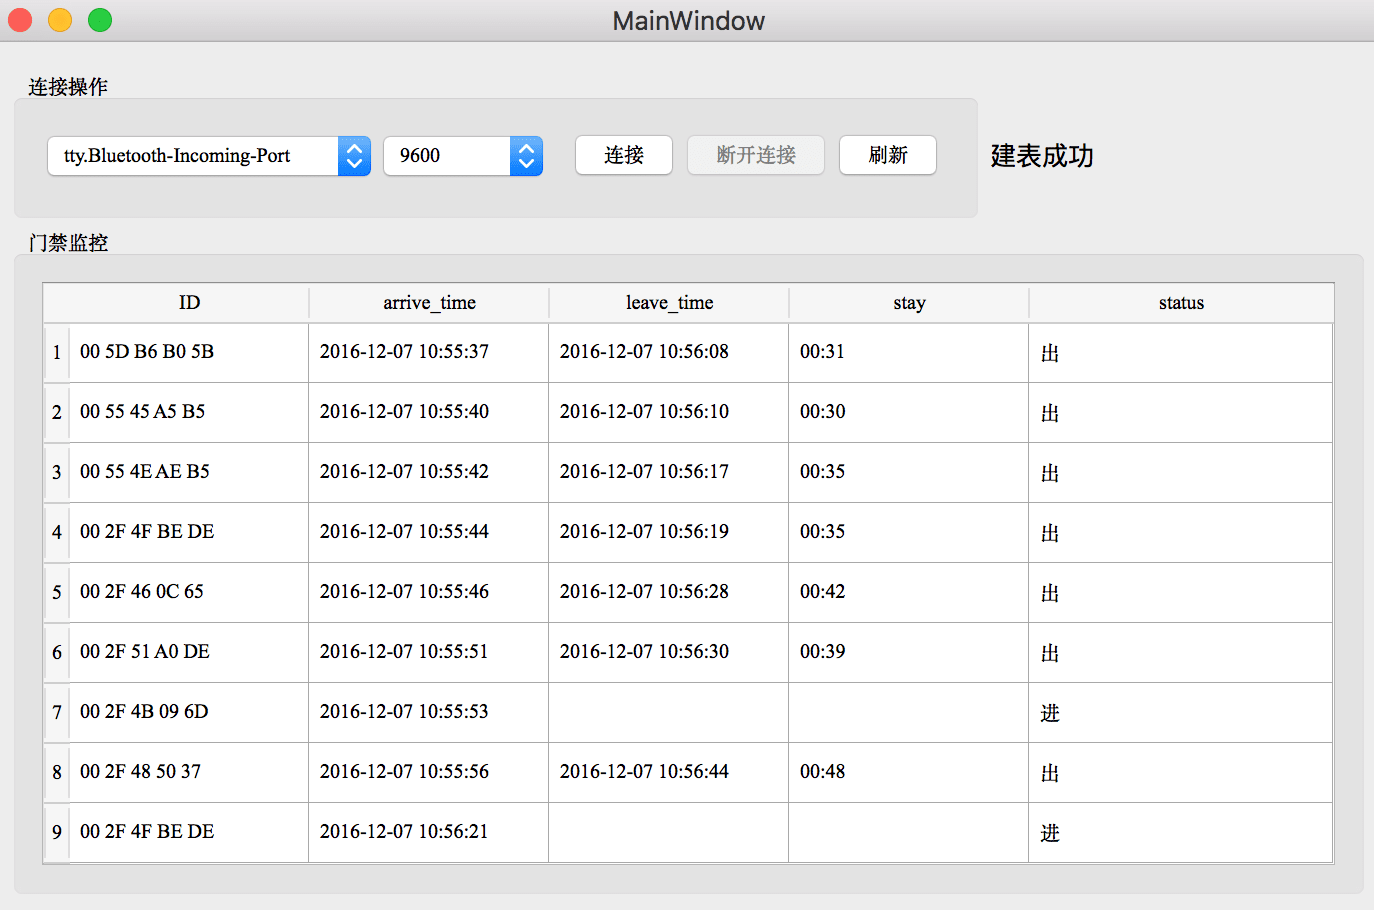 MainWindow
连接操作
tty.Bluetooth-Incoming-Port 9600 连接 断开连接 刷新 建表成功
门禁监控
ID arrive_time leave_time stay status
1 00 5D B6 B0 5B 2016-12-07 10:55:37 2016-12-07 10:56:08 00:31 出
2 00 55 45 A5 B5 2016-12-07 10:55:40 2016-12-07 10:56:10 00:30 出
3 00 55 4E AE B5 2016-12-07 10:55:42 2016-12-07 10:56:17 00:35 出
4 00 2F 4F BE DE 2016-12-07 10:55:44 2016-12-07 10:56:19 00:35 出
5 00 2F 46 0C 65 2016-12-07 10:55:46 2016-12-07 10:56:28 00:42 出
6 00 2F 51 A0 DE 2016-12-07 10:55:51 2016-12-07 10:56:30 00:39 出
7 00 2F 4B 09 6D 2016-12-07 10:55:53 进
8 00 2F 48 50 37 2016-12-07 10:55:56 2016-12-07 10:56:44 00:48 出
9 00 2F 4F BE DE 2016-12-07 10:56:21 进